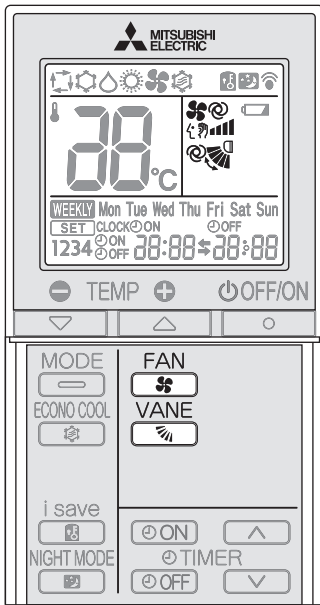 MITSUBISHI
ELECTRIC
88°C
WEEKLY Mon Tue Wed Thu Fri Sat Sun
SET CLOCK ON OFF
1234 ON OFF 88:88 88:88
TEMP OFF/ON
MODE FAN
ECONO COOL VANE
i save
ON
NIGHT MODE TIMER
OFF